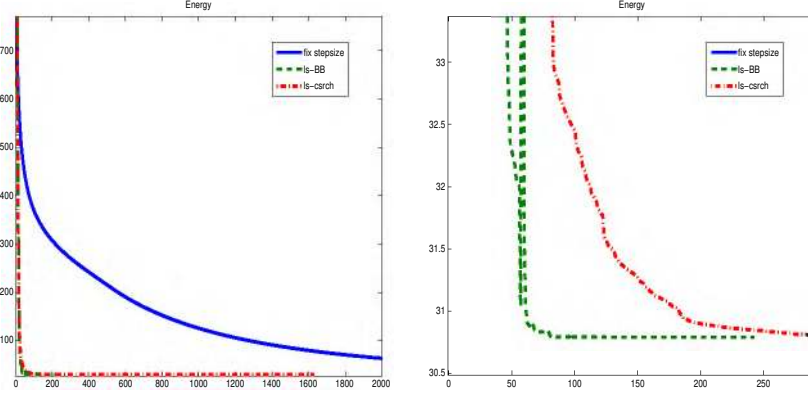 Energy
700
600
500
400
300
200
100
0 200 400 600 800 1000 1200 1400 1600 1800 2000
fix stepsize
ls-BB
ls-csrch
Energy
33
32.5
32
31.5
31
30.5
0 50 100 150 200 250
fix stepsize
ls-BB
ls-csrch